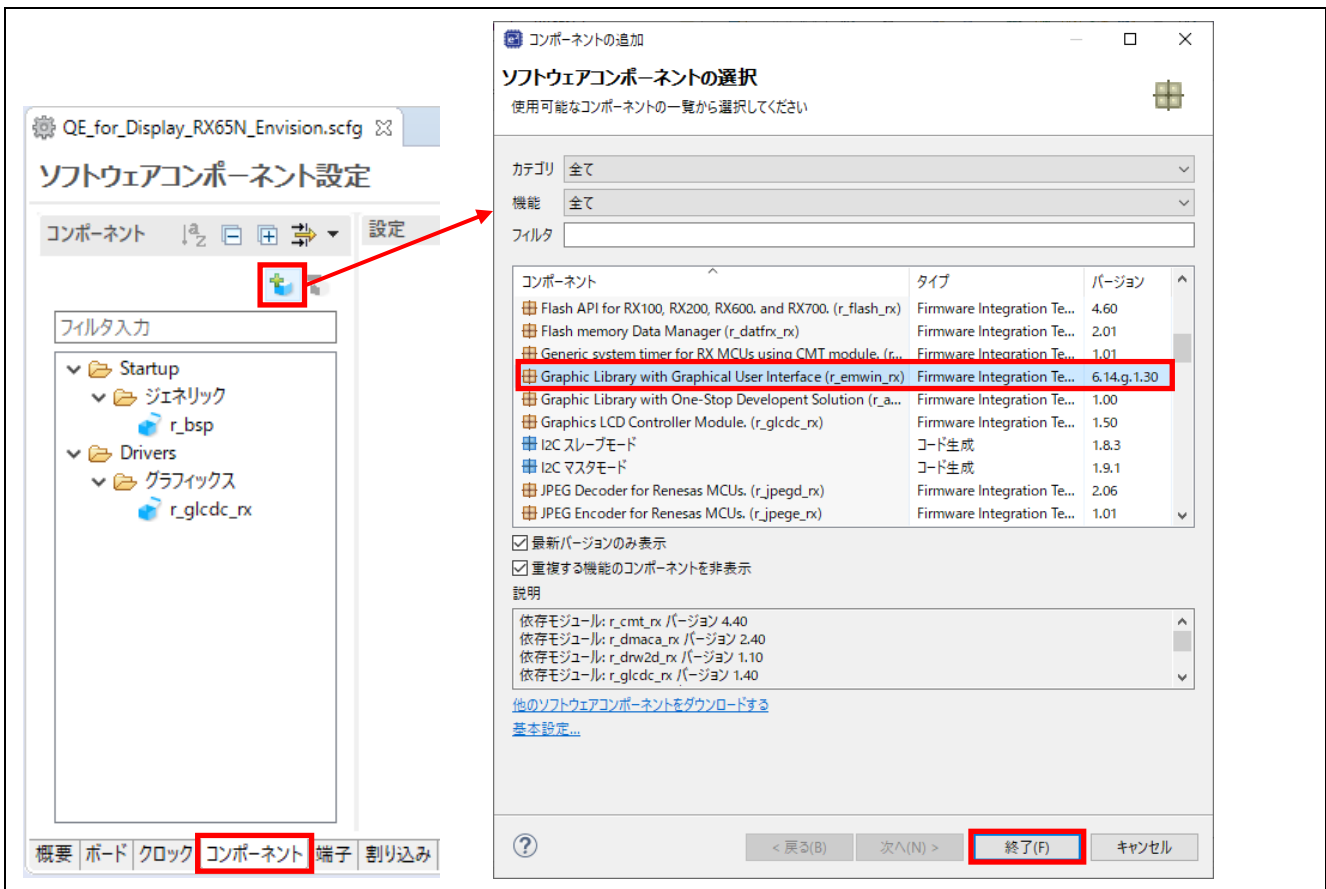 QE_for_Display_RX65N_Envision.scfg
ソフトウェアコンポーネント設定
コンポーネント
設定
フィルタ入力
Startup
ジェネリック
r_bsp
Drivers
グラフィックス
r_glcdc_rx
概要 ボード クロック コンポーネント 端子 割り込み
コンポーネントの追加
ソフトウェアコンポーネントの選択
使用可能なコンポーネントの一覧から選択してください
カテゴリ 全て
機能 全て
フィルタ
コンポーネント タイプ バージョン
Flash API for RX100, RX200, RX600. and RX700. (r_flash_rx) Firmware Integration Te... 4.60
Flash memory Data Manager (r_datfrx_rx) Firmware Integration Te... 2.01
Generic system timer for RX MCUs using CMT module. (r... Firmware Integration Te... 1.01
Graphic Library with Graphical User Interface (r_emwin_rx) Firmware Integration Te... 6.14.g.1.30
Graphic Library with One-Stop Developent Solution (r_a... Firmware Integration Te... 1.00
Graphics LCD Controller Module. (r_glcdc_rx) Firmware Integration Te... 1.50
I2C スレーブモード コード生成 1.8.3
I2C マスタモード コード生成 1.9.1
JPEG Decoder for Renesas MCUs. (r_jpegd_rx) Firmware Integration Te... 2.06
JPEG Encoder for Renesas MCUs. (r_jpege_rx) Firmware Integration Te... 1.01
最新バージョンのみ表示
重複する機能のコンポーネントを非表示
説明
依存モジュール: r_cmt_rx バージョン 4.40
依存モジュール: r_dmaca_rx バージョン 2.40
依存モジュール: r_drw2d_rx バージョン 1.10
依存モジュール: r_glcdc_rx バージョン 1.40
他のソフトウェアコンポーネントをダウンロードする
基本設定...
< 戻る(B) 次へ(N) > 終了(F) キャンセル